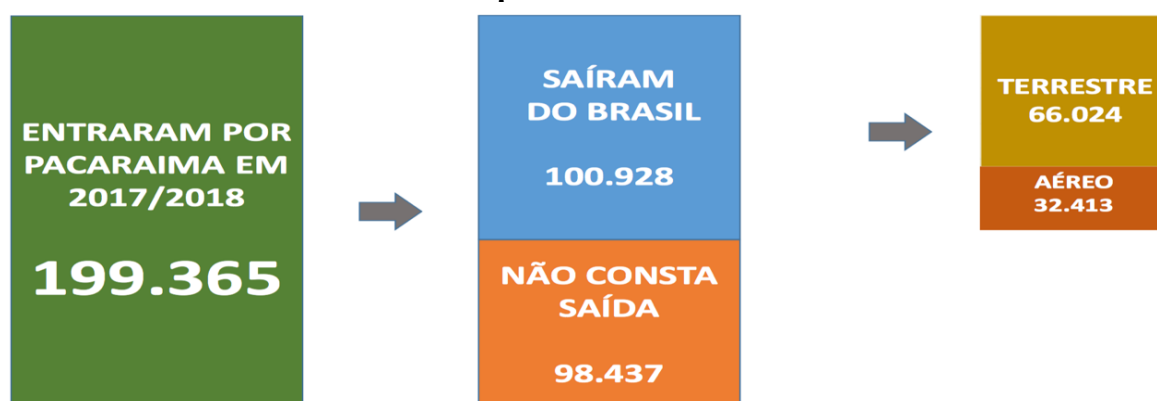 ENTRARAM POR
PACARAIMA EM
2017/2018
199.365
SAÍRAM
DO BRASIL
100.928
NÃO CONSTA
SAÍDA
98.437
TERRESTRE
66.024
AÉREO
32.413